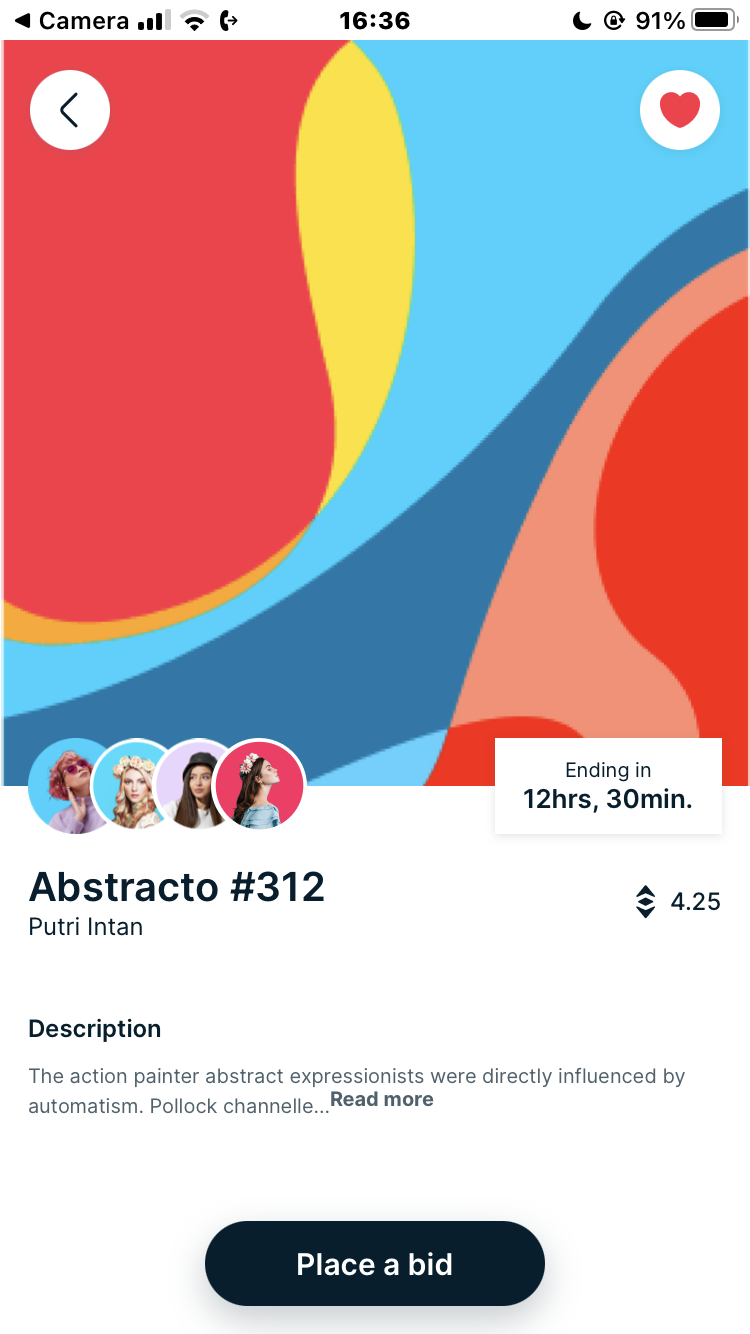 Camera 16:36 91%
Ending in
12hrs, 30min.
Abstracto #312
4.25
Putri Intan
Description
The action painter abstract expressionists were directly influenced by
automatism. Pollock channelle...Read more
Place a bid